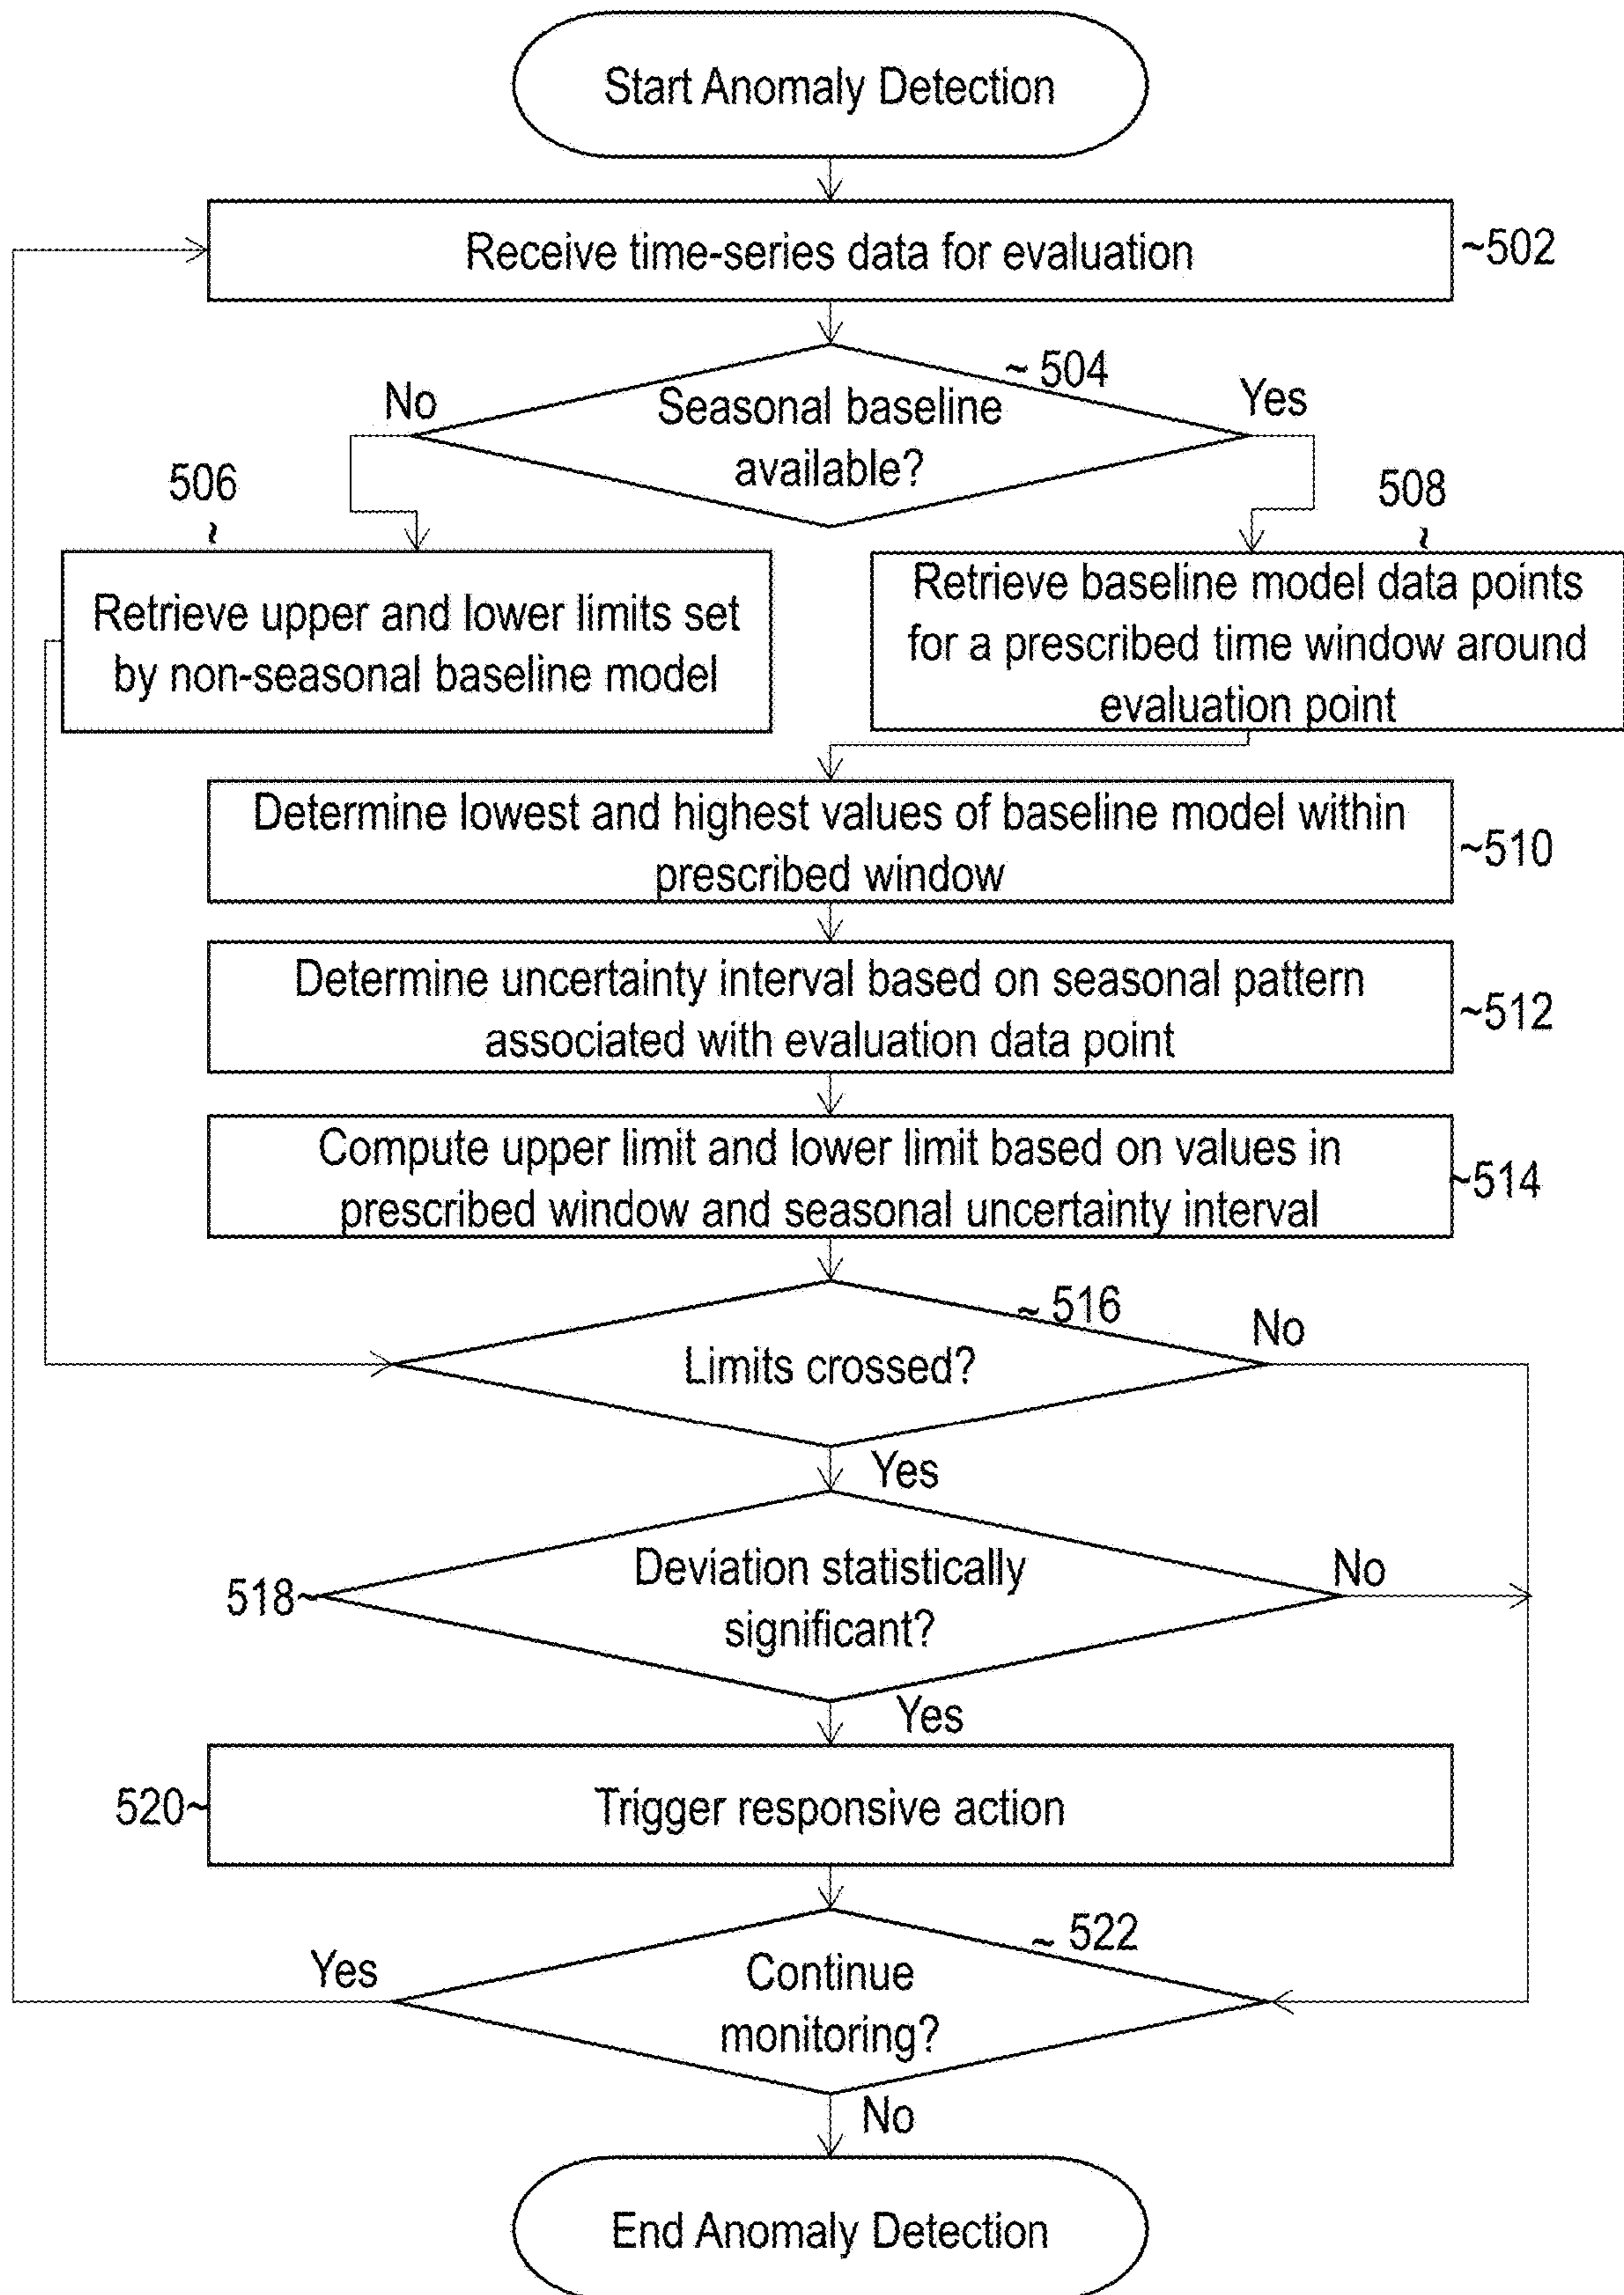 Start Anomaly Detection
Receive time-series data for evaluation
~502
~ 504
No
Yes
Seasonal baseline
available?
506
~
508
~
Retrieve upper and lower limits set
by non-seasonal baseline model
Retrieve baseline model data points
for a prescribed time window around
evaluation point
Determine lowest and highest values of baseline model within
prescribed window
~510
Determine uncertainty interval based on seasonal pattern
associated with evaluation data point
~512
Compute upper limit and lower limit based on values in
prescribed window and seasonal uncertainty interval
~514
~ 516
No
Limits crossed?
Yes
518~
Deviation statistically
significant?
No
Yes
520~
Trigger responsive action
~ 522
Yes
Continue
monitoring?
No
End Anomaly Detection